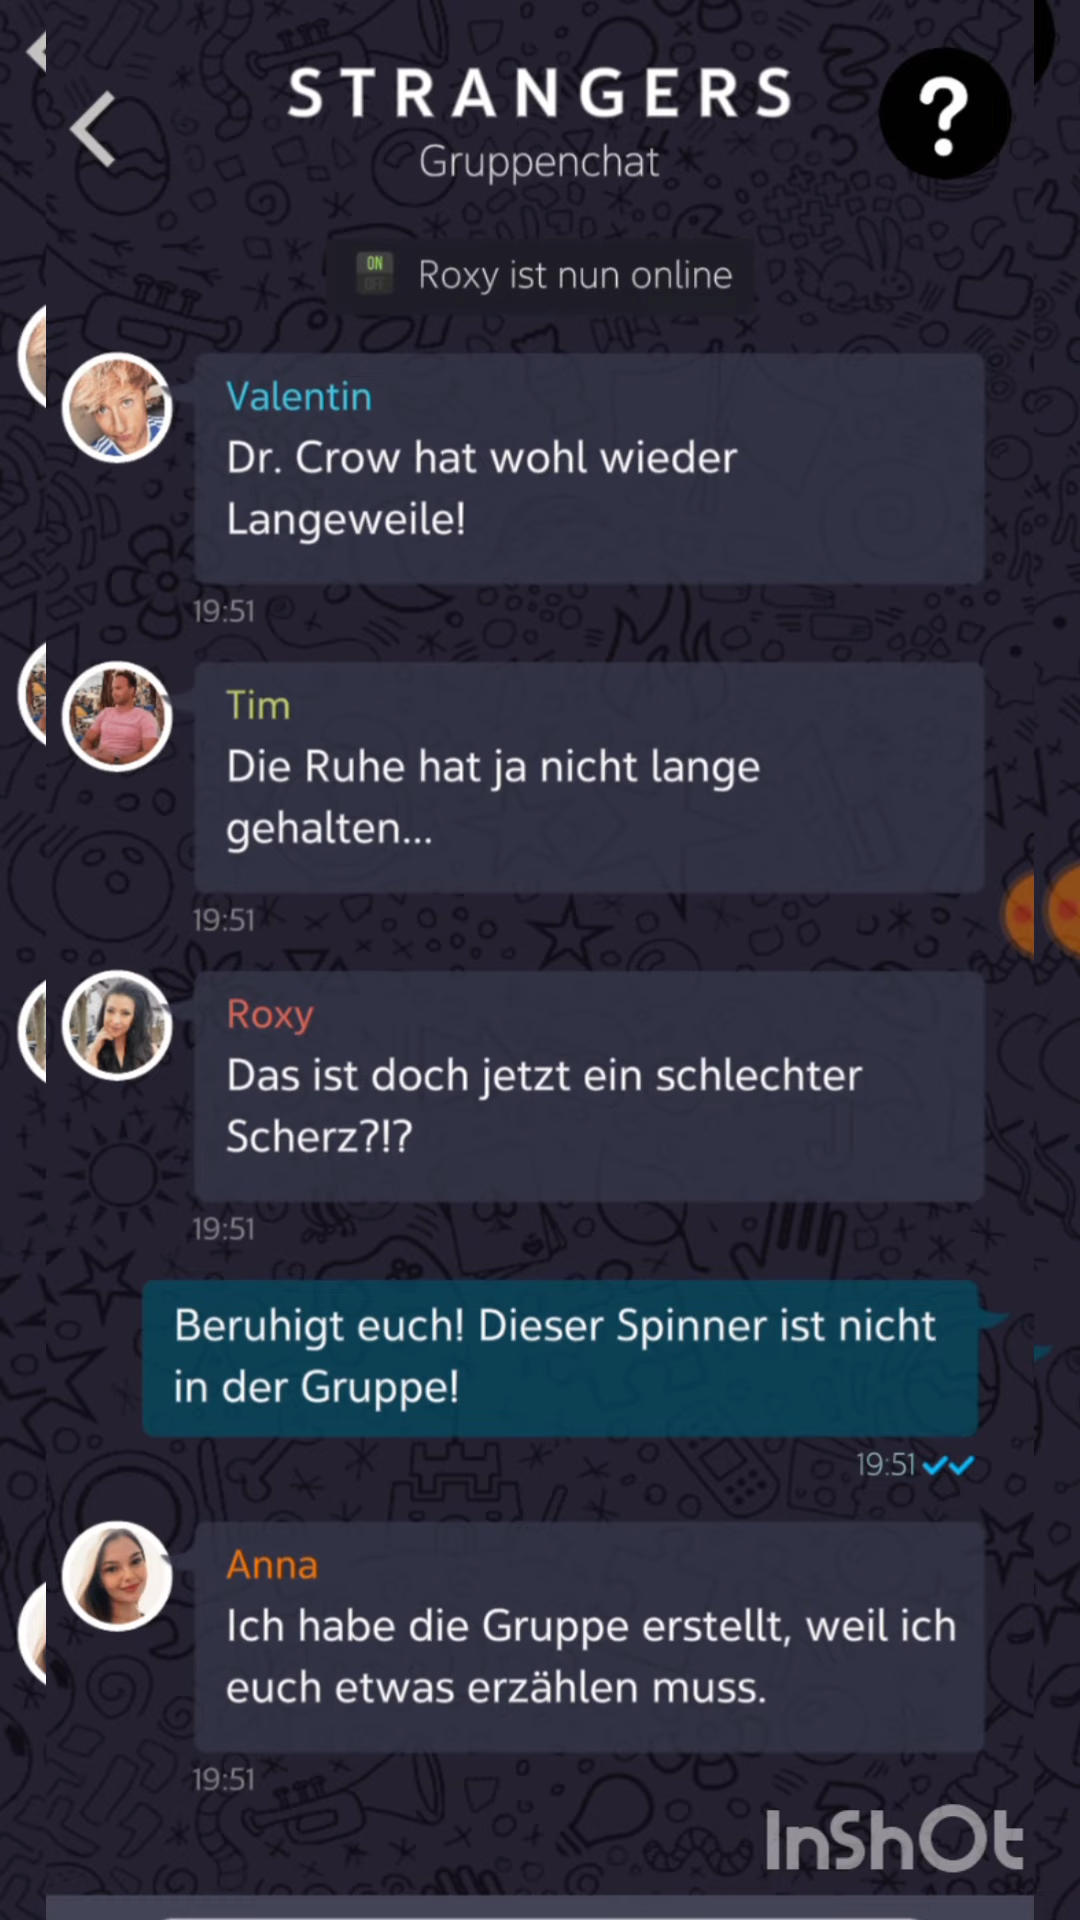 STRANGERS
Gruppenchat
?
ON
OFF
Roxy ist nun online
Valentin
Dr. Crow hat wohl wieder
Langeweile!
19:51
Tim
Die Ruhe hat ja nicht lange
gehalten...
19:51
Roxy
Das ist doch jetzt ein schlechter
Scherz?!?
19:51
Beruhigt euch! Dieser Spinner ist nicht
in der Gruppe!
19:51
Anna
Ich habe die Gruppe erstellt, weil ich
euch etwas erzählen muss.
19:51
InShOt